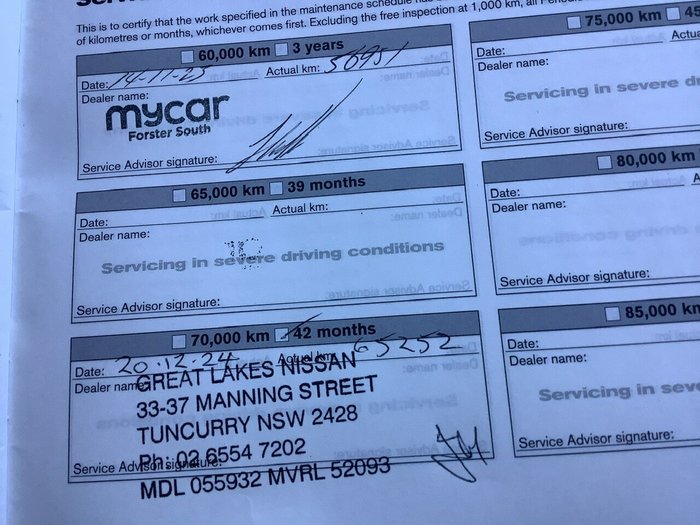 This is to certify that the work specified in the maintenance schedule has
of kilometres or months, whichever comes first. Excluding the free inspection at 1,000 km, all
60,000 km 3 years
Date: 14-11-23 Actual km: 56951
Dealer name:
mycar
Forster South
Service Advisor signature:
65,000 km 39 months
Date: Actual km:
Dealer name:
Servicing in severe driving conditions
Service Advisor signature:
70,000 km 42 months
Date: 20.12.24 Actual km: 65252
Dealer name:
GREAT LAKES NISSAN
33-37 MANNING STREET
TUNCURRY NSW 2428
Ph: 02 6554 7202
Service Advisor signature:
MDL 055932 MVRL 52093
75,000 km 45
Date:
Dealer name:
Servicing in severe
Service Advisor signature:
80,000 km
Date:
Dealer name:
Service Advisor signature:
85,000 km
Date:
Dealer name:
Servicing in seve
Service Advisor signature: